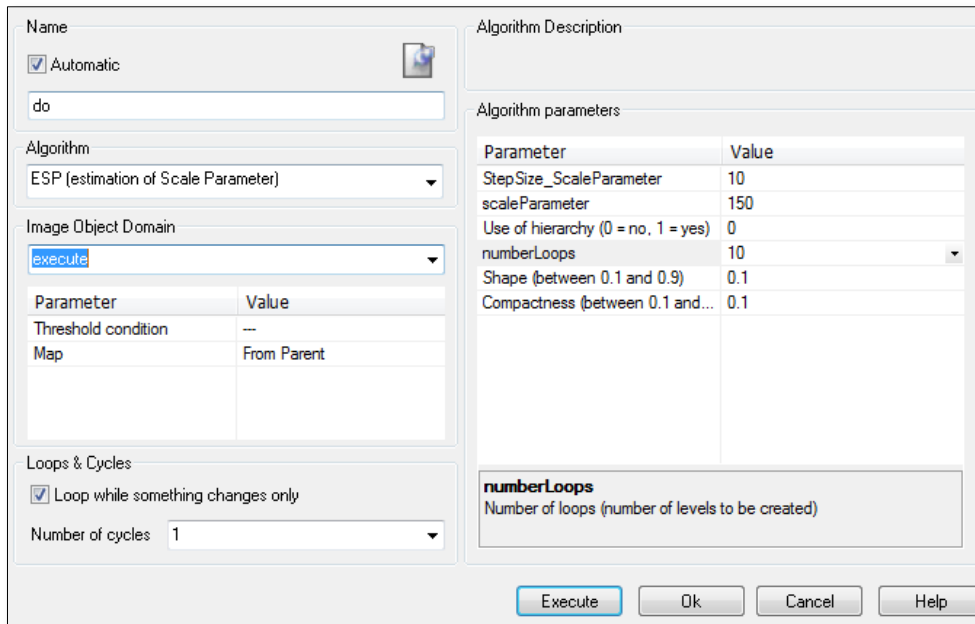 Name
Automatic
do
Algorithm
ESP (estimation of Scale Parameter)
Image Object Domain
execute
Parameter Value
Threshold condition ---
Map From Parent
Loops & Cycles
Loop while something changes only
Number of cycles 1
Algorithm Description
Algorithm parameters
Parameter Value
StepSize_ScaleParameter 10
scaleParameter 150
Use of hierarchy (0 = no, 1 = yes) 0
numberLoops 10
Shape (between 0.1 and 0.9) 0.1
Compactness (between 0.1 and... 0.1
numberLoops
Number of loops (number of levels to be created)
Execute Ok Cancel Help